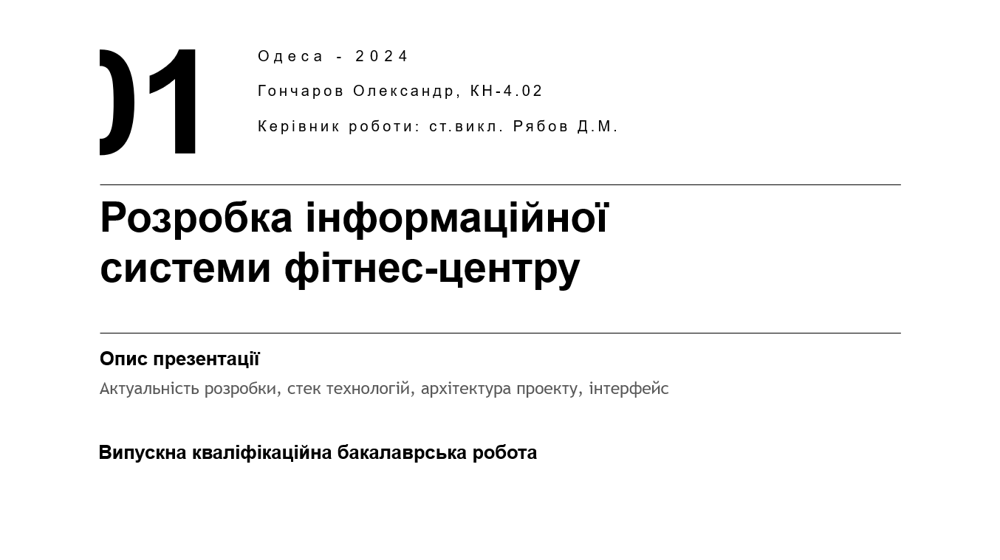 01
Одеса - 2024
Гончаров Олександр, КН-4.02
Керівник роботи: ст.викл. Рябов Д.М.
Розробка інформаційної
системи фітнес-центру
Опис презентації
Актуальність розробки, стек технологій, архітектура проекту, інтерфейс
Випускна кваліфікаційна бакалаврська робота